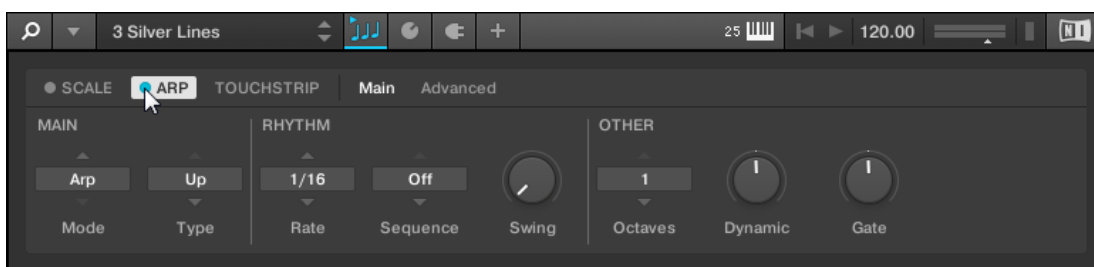 3 Silver Lines 25 120.00 NI
SCALE ARP TOUCHSTRIP Main Advanced
MAIN RHYTHM OTHER
Arp Up 1/16 Off 1
Mode Type Rate Sequence Swing Octaves Dynamic Gate